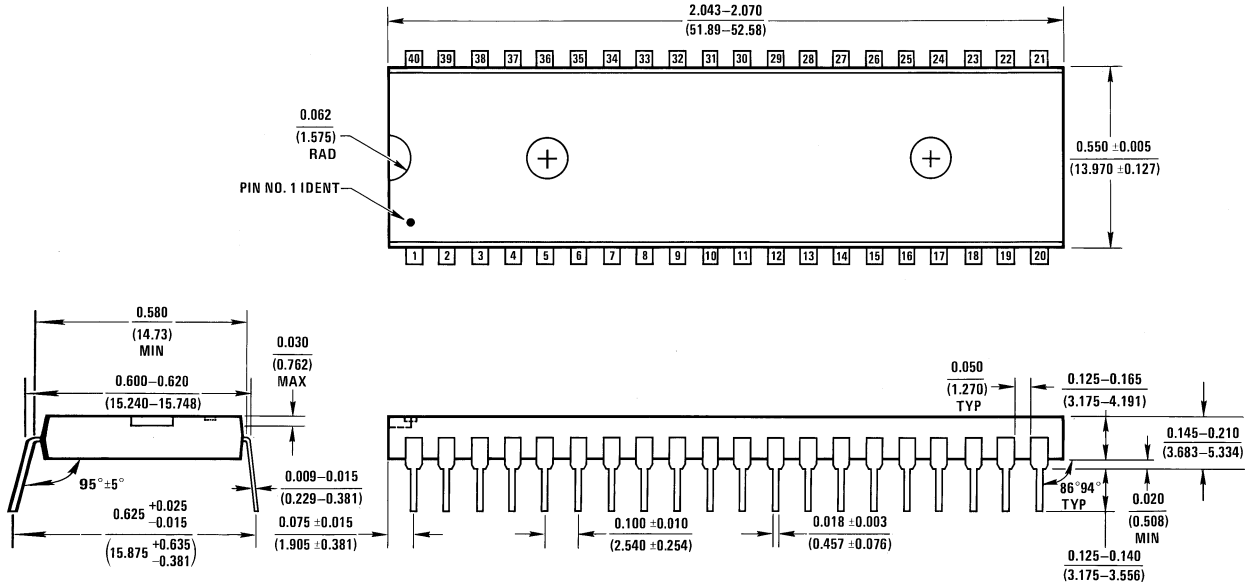 2.043–2.070
(51.89–52.58)
40 39 38 37 36 35 34 33 32 31 30 29 28 27 26 25 24 23 22 21
0.062
(1.575)
RAD
PIN NO. 1 IDENT
0.550 ±0.005
(13.970 ±0.127)
1 2 3 4 5 6 7 8 9 10 11 12 13 14 15 16 17 18 19 20
0.580
(14.73)
MIN
0.030
(0.762)
MAX
0.600–0.620
(15.240–15.748)
95°±5°
0.009–0.015
(0.229–0.381)
0.625 +0.025 −0.015
(15.875 +0.635 −0.381)
0.075 ±0.015
(1.905 ±0.381)
0.100 ±0.010
(2.540 ±0.254)
0.018 ±0.003
(0.457 ±0.076)
0.050
(1.270)
TYP
0.125–0.165
(3.175–4.191)
0.145–0.210
(3.683–5.334)
86°94°
TYP
0.020
(0.508)
MIN
0.125–0.140
(3.175–3.556)